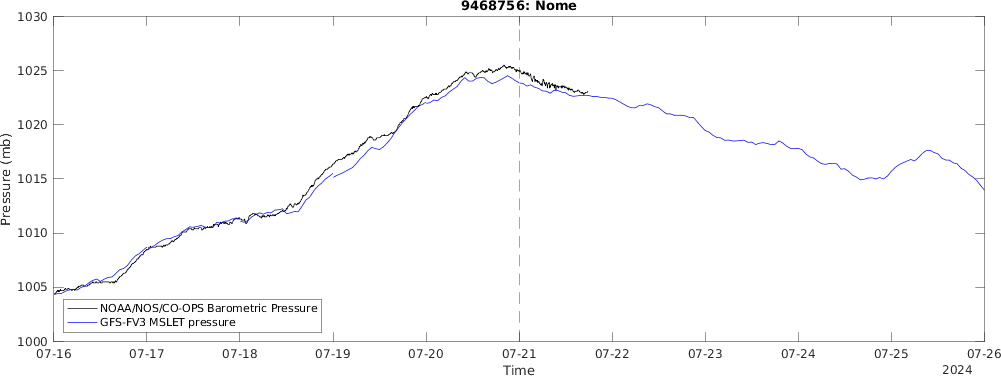 9468756: Nome
1030
1025
1020
1015
1010
1005
1000
Pressure (mb)
NOAA/NOS/CO-OPS Barometric Pressure
GFS-FV3 MSLET pressure
07-16 07-17 07-18 07-19 07-20 07-21 07-22 07-23 07-24 07-25 07-26
Time
2024